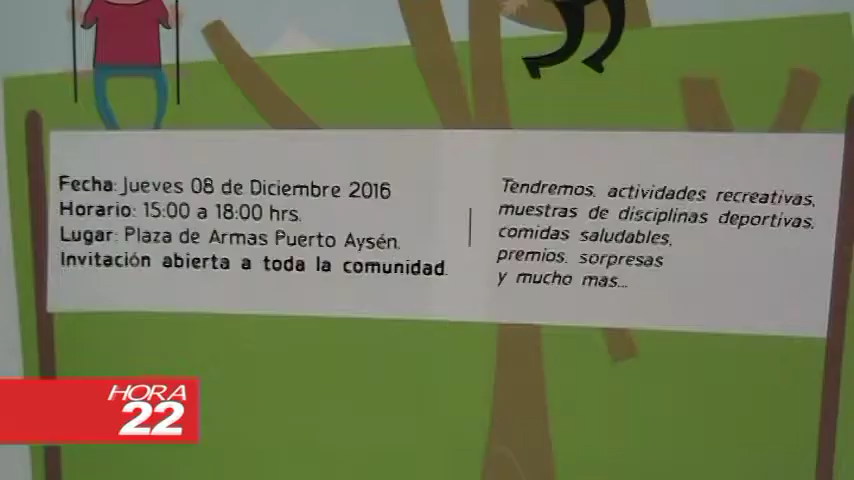 Fecha: Jueves 08 de Diciembre 2016
Horario: 15:00 a 18:00 hrs.
Lugar: Plaza de Armas Puerto Aysén.
Invitación abierta a toda la comunidad.
Tendremos, actividades recreativas,
muestras de disciplinas deportivas,
comidas saludables,
premios, sorpresas
y mucho mas...
HORA
22